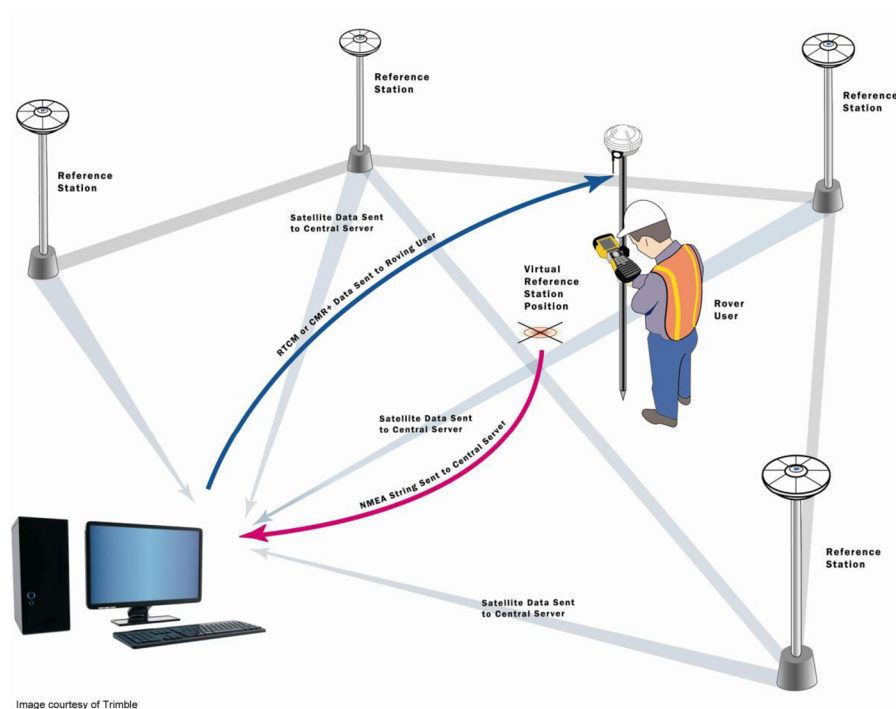 Reference
Station
Reference
Station
Reference
Station
Satellite Data Sent
to Central Server
RTCM or CMR+ Data Sent to Roving User
Virtual
Reference
Station
Position
Rover
User
Satellite Data Sent
to Central Server
NMEA String Sent to Central Server
Reference
Station
Satellite Data Sent
to Central Server
Image courtesy of Trimble